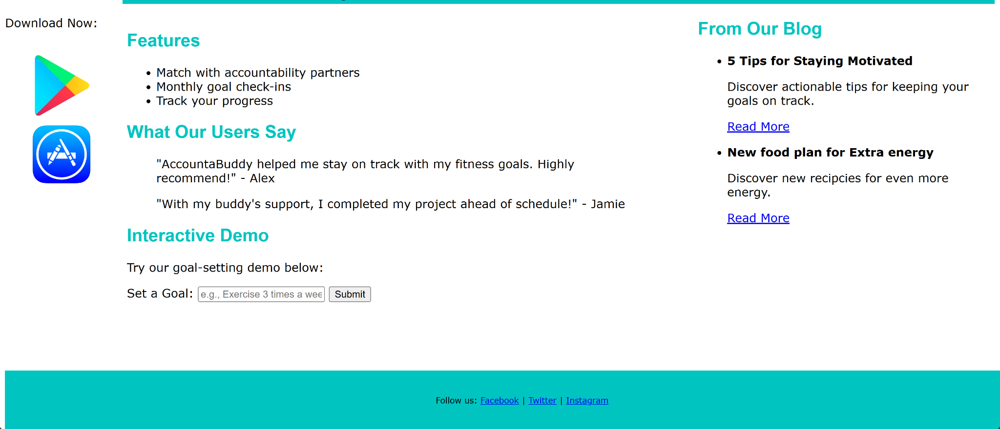 Download Now:
Features
Match with accountability partners
Monthly goal check-ins
Track your progress
What Our Users Say
"AccountaBuddy helped me stay on track with my fitness goals. Highly
recommend!" - Alex
"With my buddy's support, I completed my project ahead of schedule!" - Jamie
Interactive Demo
Try our goal-setting demo below:
Set a Goal: e.g., Exercise 3 times a wee Submit
From Our Blog
5 Tips for Staying Motivated
Discover actionable tips for keeping your
goals on track.
Read More
New food plan for Extra energy
Discover new recipcies for even more
energy.
Read More
Follow us: Facebook | Twitter | Instagram